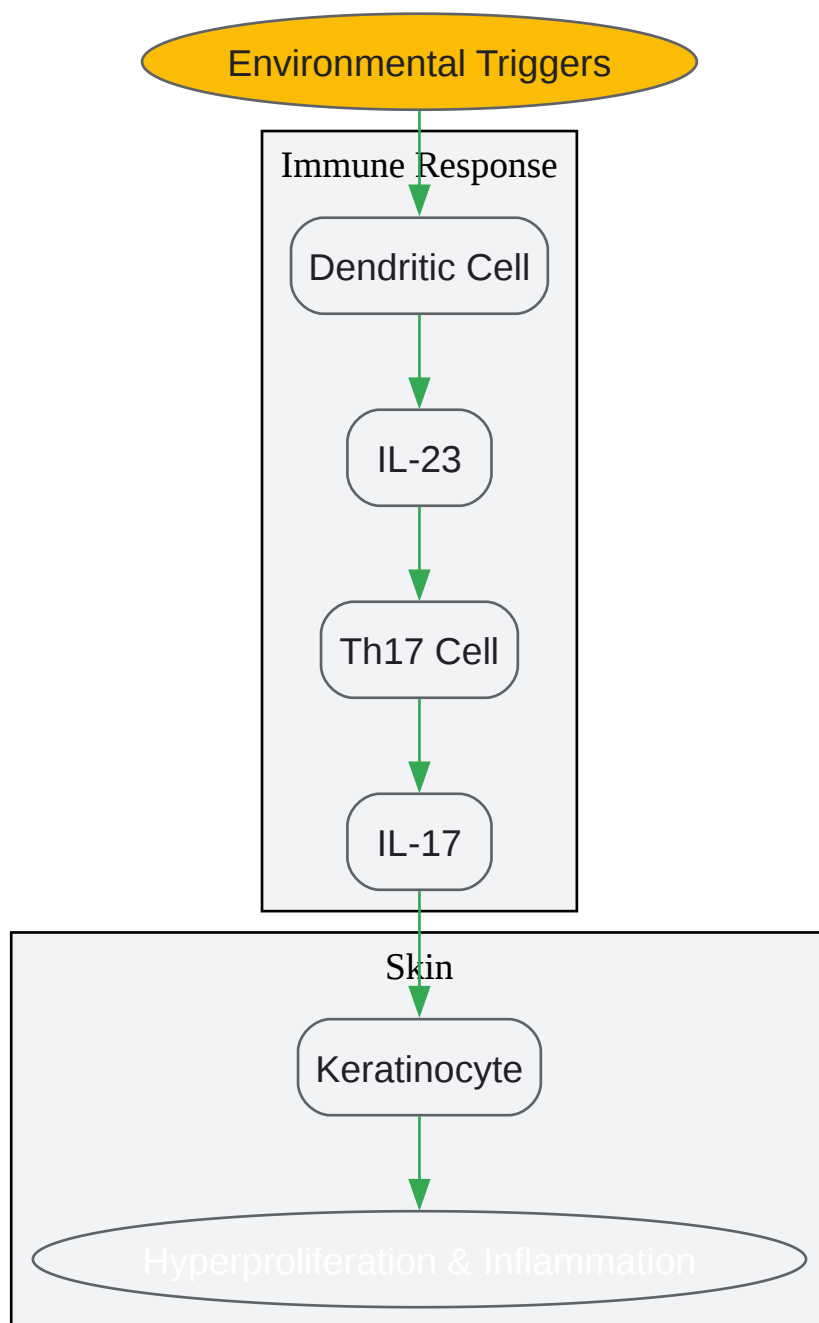 Environmental Triggers
Immune Response
Dendritic Cell
IL-23
Th17 Cell
IL-17
Skin
Keratinocyte
Hyperproliferation & Inflammation